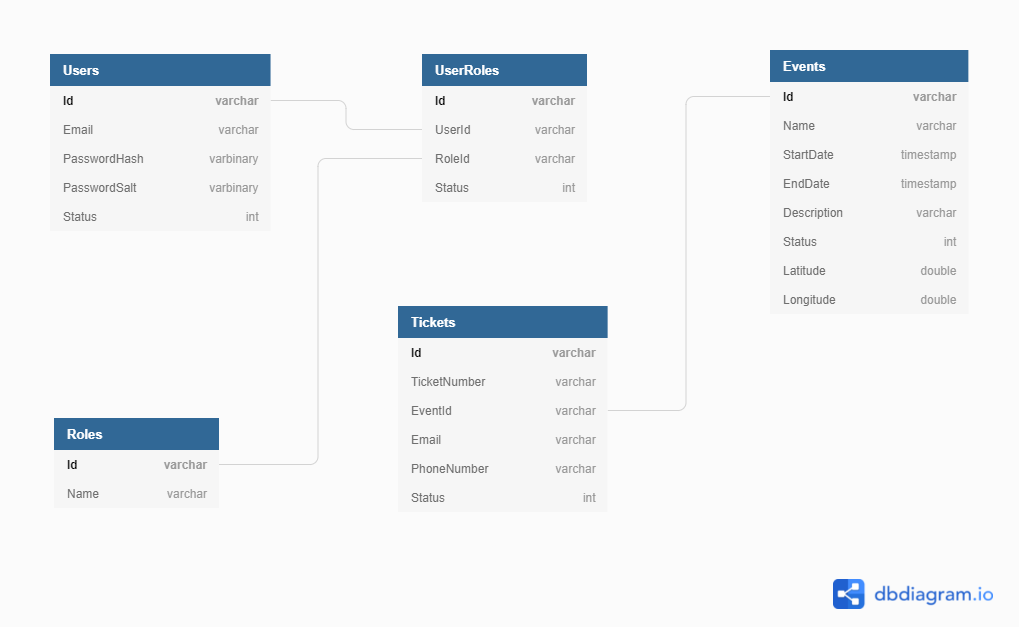 Users
Id varchar
Email varchar
PasswordHash varbinary
PasswordSalt varbinary
Status int
UserRoles
Id varchar
UserId varchar
RoleId varchar
Status int
Events
Id varchar
Name varchar
StartDate timestamp
EndDate timestamp
Description varchar
Status int
Latitude double
Longitude double
Tickets
Id varchar
TicketNumber varchar
EventId varchar
Email varchar
PhoneNumber varchar
Status int
Roles
Id varchar
Name varchar
dbdiagram.io